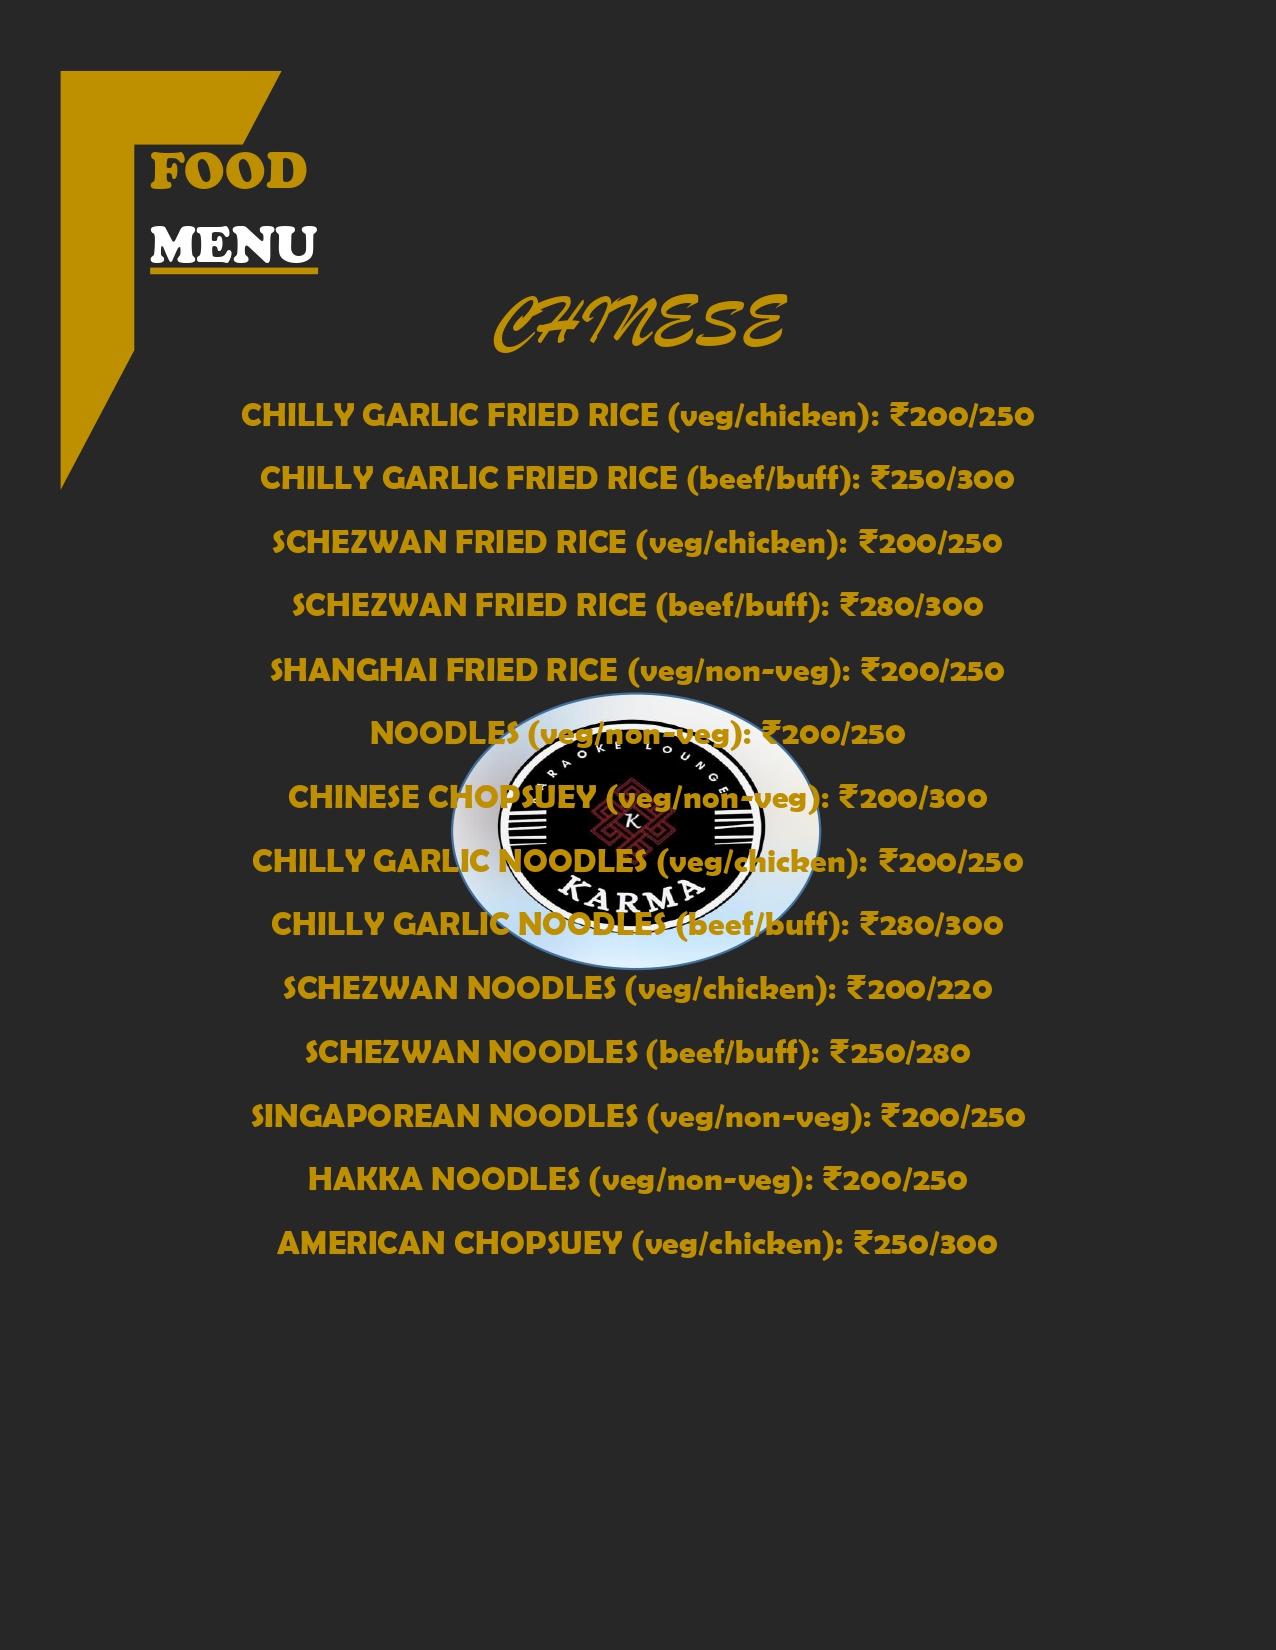 FOOD
MENU
CHINESE
CHILLY GARLIC FRIED RICE (veg/chicken): ₹200/250
CHILLY GARLIC FRIED RICE (beef/buff): ₹250/300
SCHEZWAN FRIED RICE (veg/chicken): ₹200/250
SCHEZWAN FRIED RICE (beef/buff): ₹280/300
SHANGHAI FRIED RICE (veg/non-veg): ₹200/250
NOODLES (veg/non-veg): ₹200/250
KARAOKE LOUNGE
CHINESE CHOPSUEY (veg/non-veg): ₹200/300
K
CHILLY GARLIC NOODLES (veg/chicken): ₹200/250
KARMA
CHILLY GARLIC NOODLES (beef/buff): ₹280/300
SCHEZWAN NOODLES (veg/chicken): ₹200/220
SCHEZWAN NOODLES (beef/buff): ₹250/280
SINGAPOREAN NOODLES (veg/non-veg): ₹200/250
HAKKA NOODLES (veg/non-veg): ₹200/250
AMERICAN CHOPSUEY (veg/chicken): ₹250/300